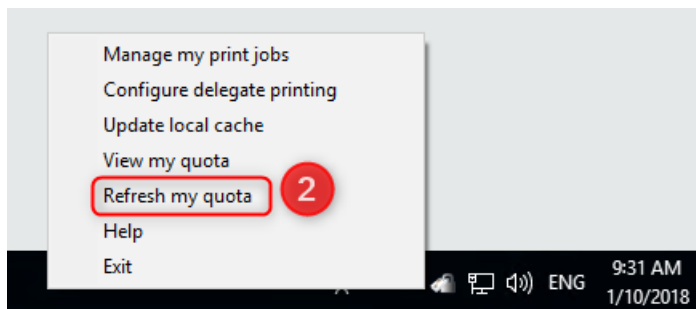 Manage my print jobs
Configure delegate printing
Update local cache
View my quota
Refresh my quota
2
Help
Exit
ENG
9:31 AM
1/10/2018